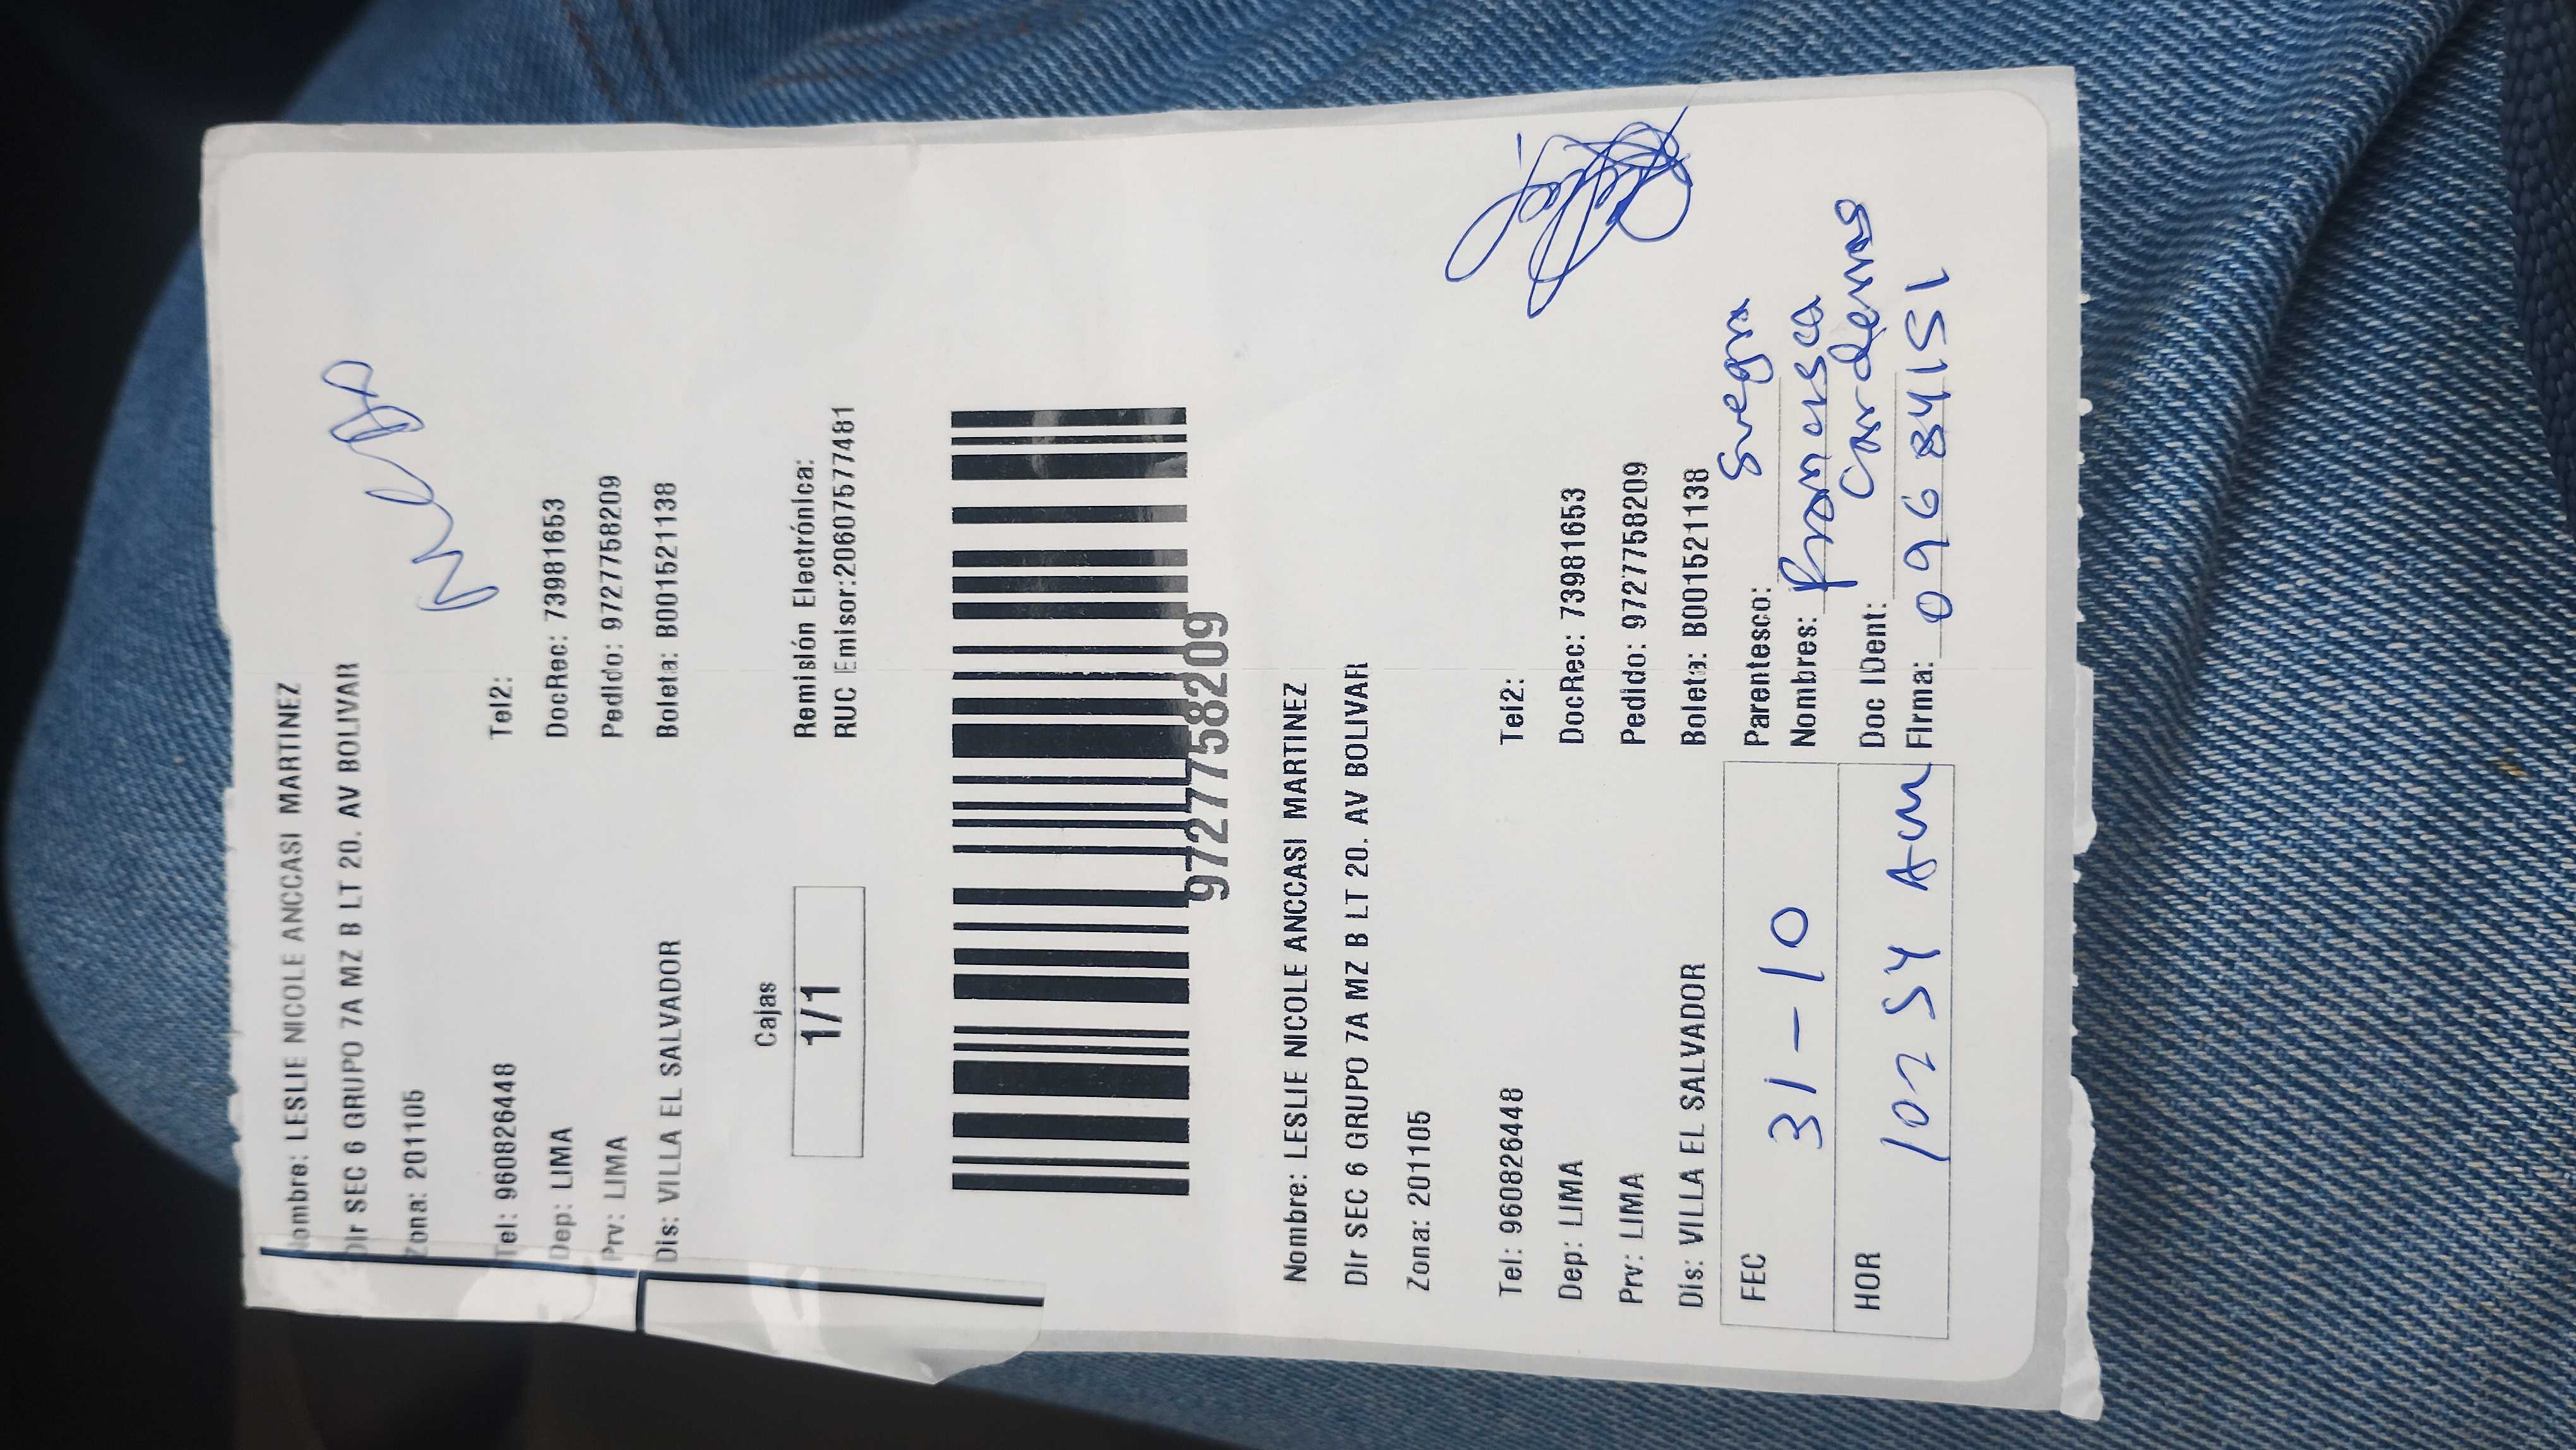 Nombre: LESLIE NICOLE ANCCASI MARTINEZ
Dir SEC 6 GRUPO 7A MZ B LT 20. AV BOLIVAR
Zona: 201105
Tel: 960826448 Tel2:
Dep: LIMA DocRec: 73981653
Prv: LIMA Pedido: 9727758209
Dis: VILLA EL SALVADOR Boleta: B001521138
Cajas
1/1
Remisión Electrónica:
RUC Emisor:20607577481
9727758209
Nombre: LESLIE NICOLE ANCCASI MARTINEZ
Dir SEC 6 GRUPO 7A MZ B LT 20. AV BOLIVAR
Zona: 201105
Tel: 960826448 Tel2:
Dep: LIMA DocRec: 73981653
Prv: LIMA Pedido: 9727758209
Dis: VILLA EL SALVADOR Boleta: B001521138
FEC 31-10
Parentesco: Suegra
Nombres: Francisca
Cardenas
HOR Am
Doc IDent:
Firma: 09684151